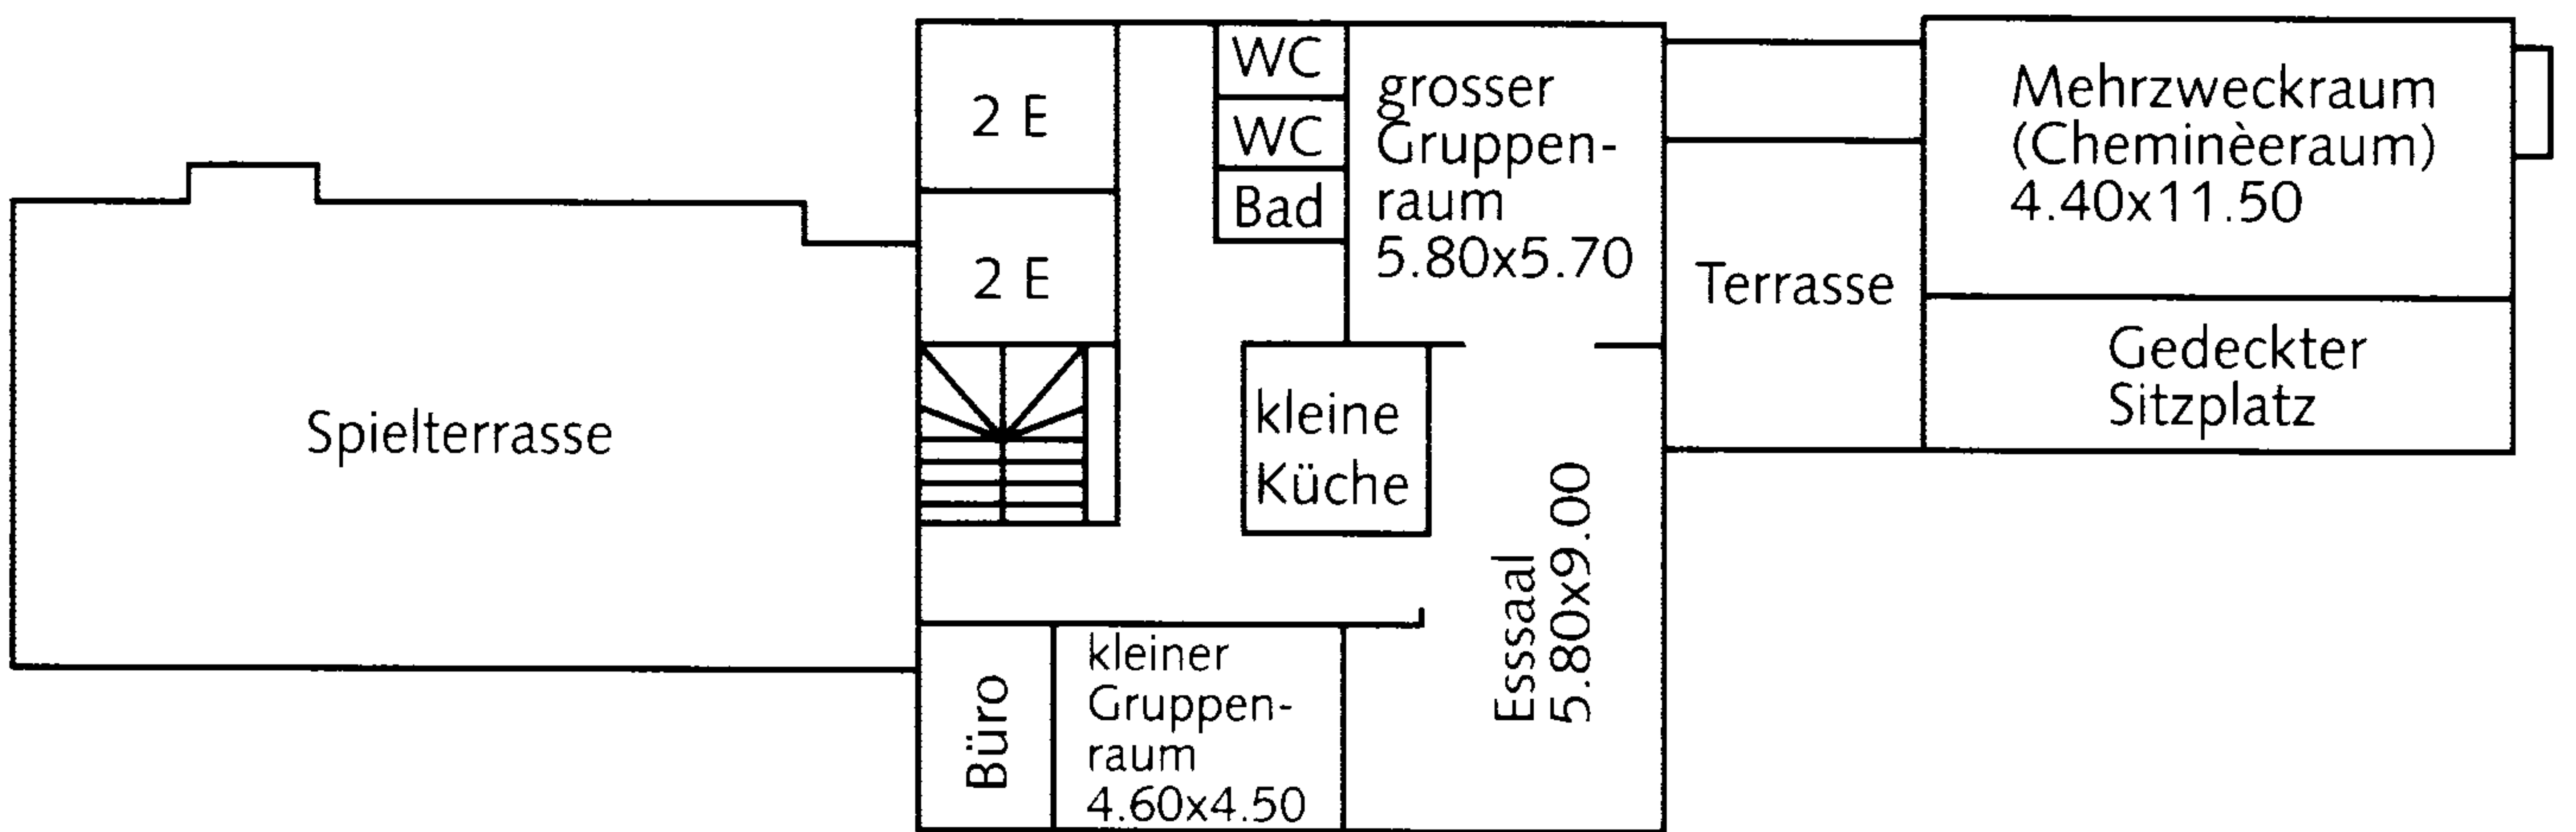 Spielterrasse
2 E
2 E
WC
WC
Bad
grosser
Gruppen-
raum
5.80x5.70
kleine
Küche
Esssaal
5.80x9.00
Büro
kleiner
Gruppen-
raum
4.60x4.50
Terrasse
Mehrzweckraum
(Cheminèeraum)
4.40x11.50
Gedeckter
Sitzplatz